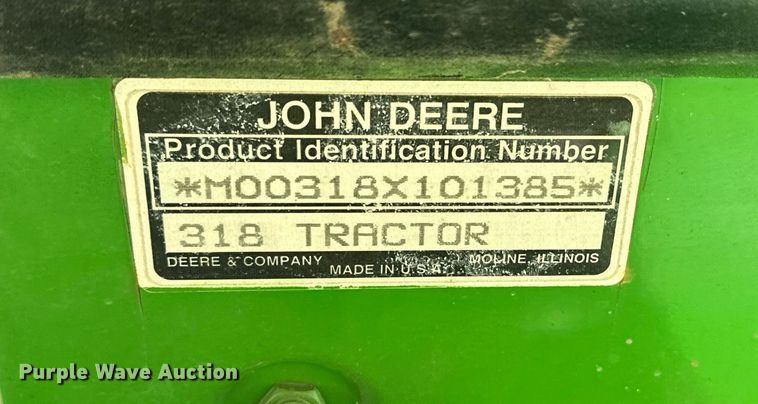 JOHN DEERE
Product Identification Number
*M00318X101385*
318 TRACTOR
DEERE & COMPANY MOLINE, ILLINOIS
MADE IN U.S.A.
Purple Wave Auction